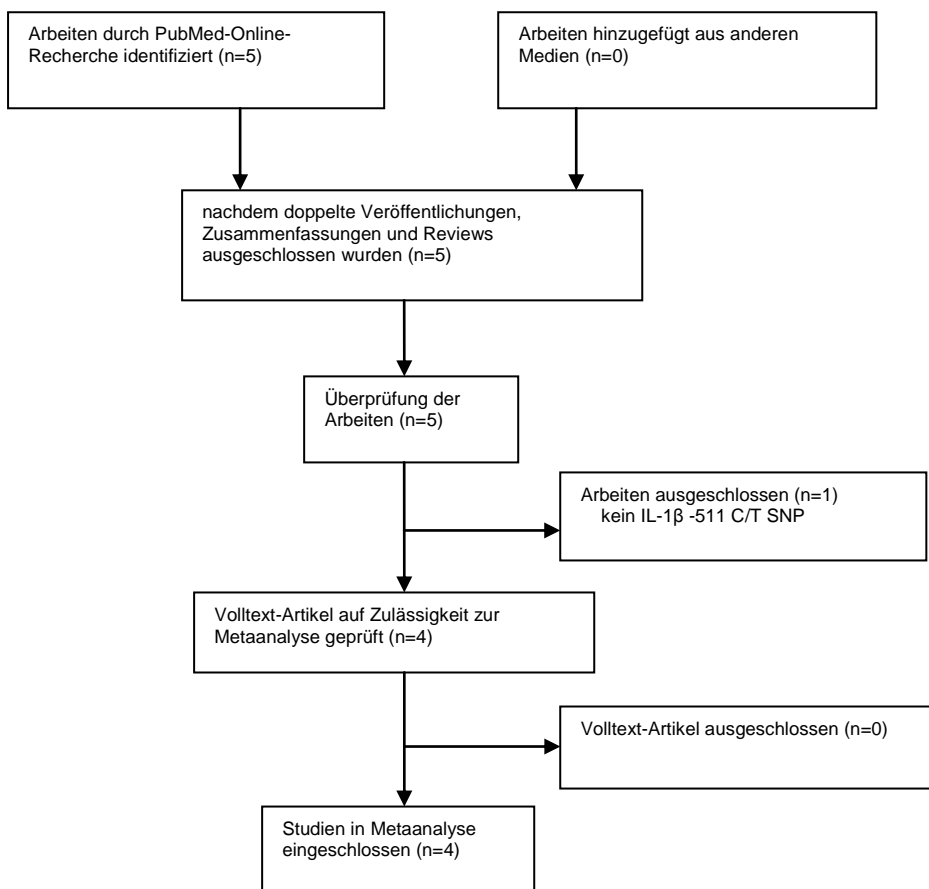 Arbeiten durch PubMed-Online-
Recherche identifiziert (n=5)
Arbeiten hinzugefügt aus anderen
Medien (n=0)
nachdem doppelte Veröffentlichungen,
Zusammenfassungen und Reviews
ausgeschlossen wurden (n=5)
Überprüfung der
Arbeiten (n=5)
Arbeiten ausgeschlossen (n=1)
kein IL-1β -511 C/T SNP
Volltext-Artikel auf Zulässigkeit zur
Metaanalyse geprüft (n=4)
Volltext-Artikel ausgeschlossen (n=0)
Studien in Metaanalyse
eingeschlossen (n=4)